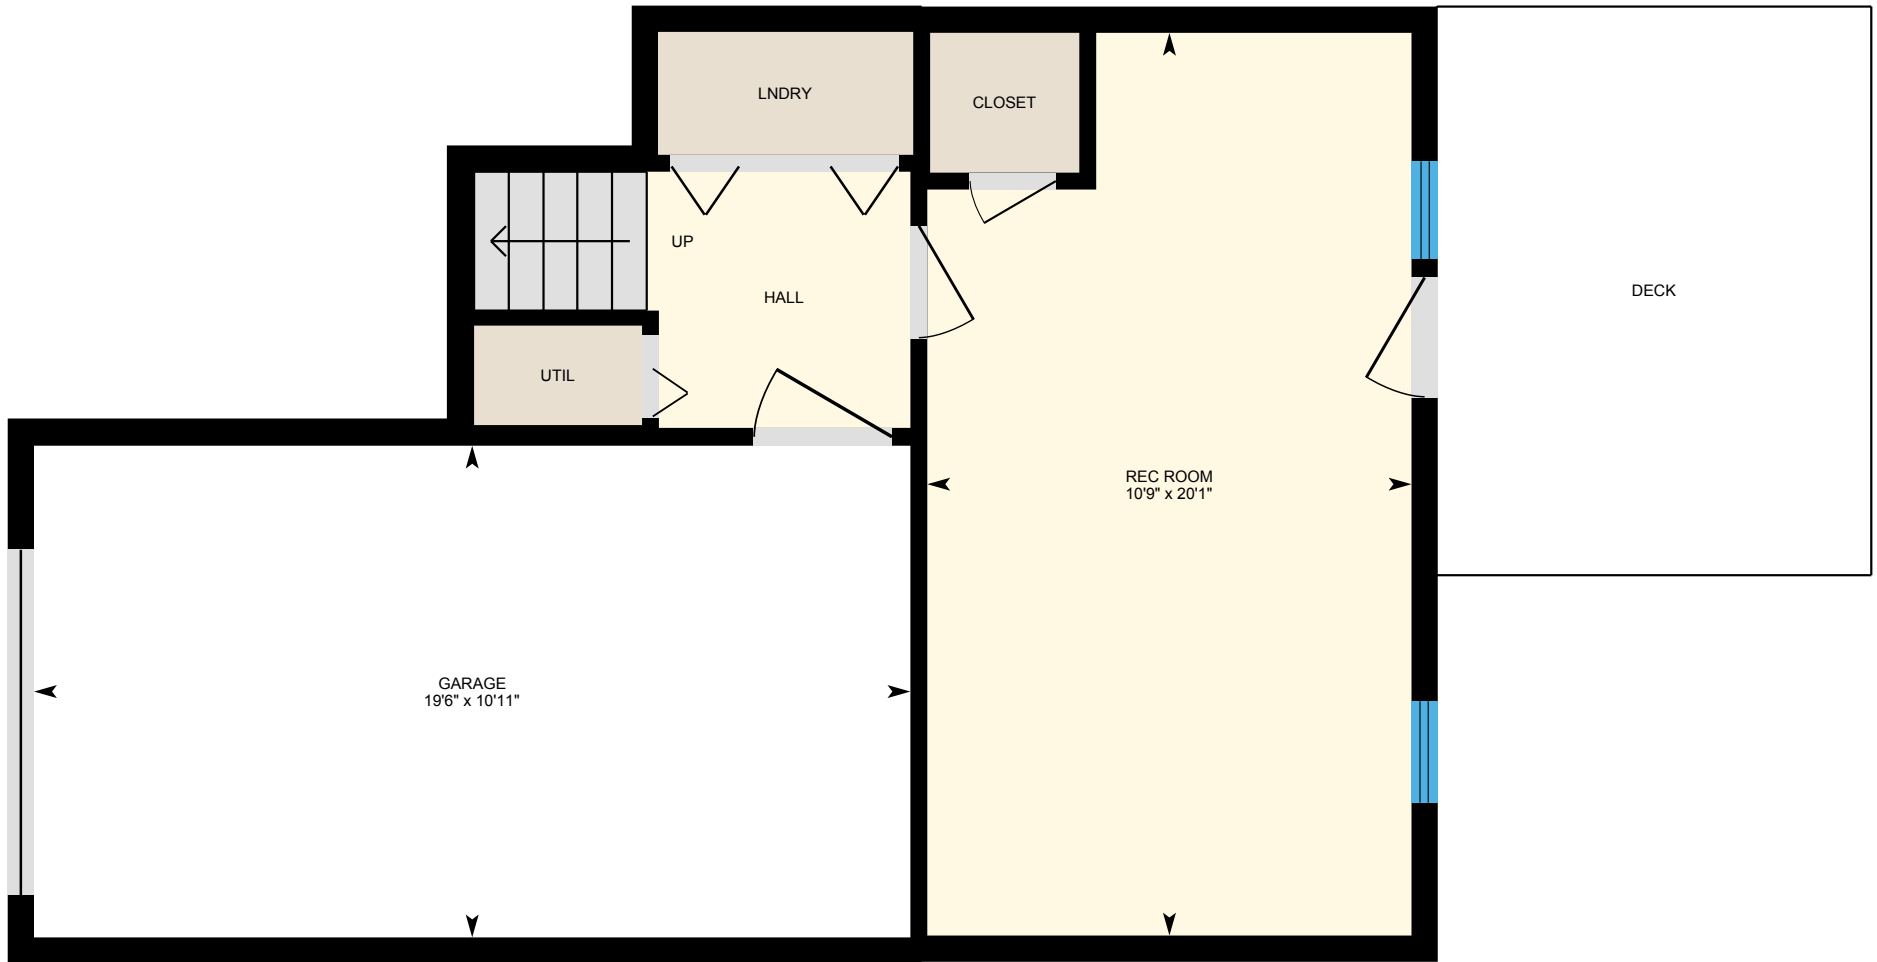 LNDRY
CLOSET
UP
HALL
DECK
UTIL
REC ROOM
10'9" x 20'1"
GARAGE
19'6" x 10'11"